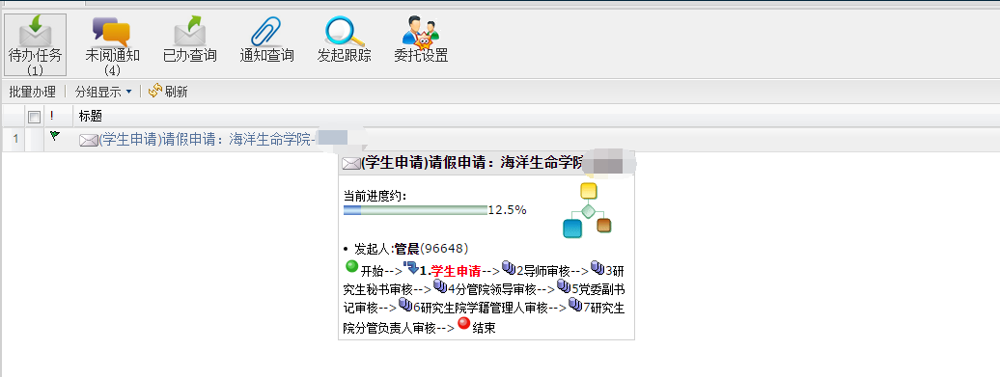 待办任务 未阅通知 已办查询 通知查询 发起跟踪 委托设置
(1) (4)
批量办理 分组显示 刷新
! 标题
1 (学生申请)请假申请：海洋生命学院-
(学生申请)请假申请：海洋生命学院
当前进度约：
12.5%
• 发起人:管晨(96648)
开始-->1.学生申请-->2导师审核-->3研
究生秘书审核-->4分管院领导审核-->5党委副书
记审核-->6研究生院学籍管理人审核-->7研究生
院分管负责人审核-->结束